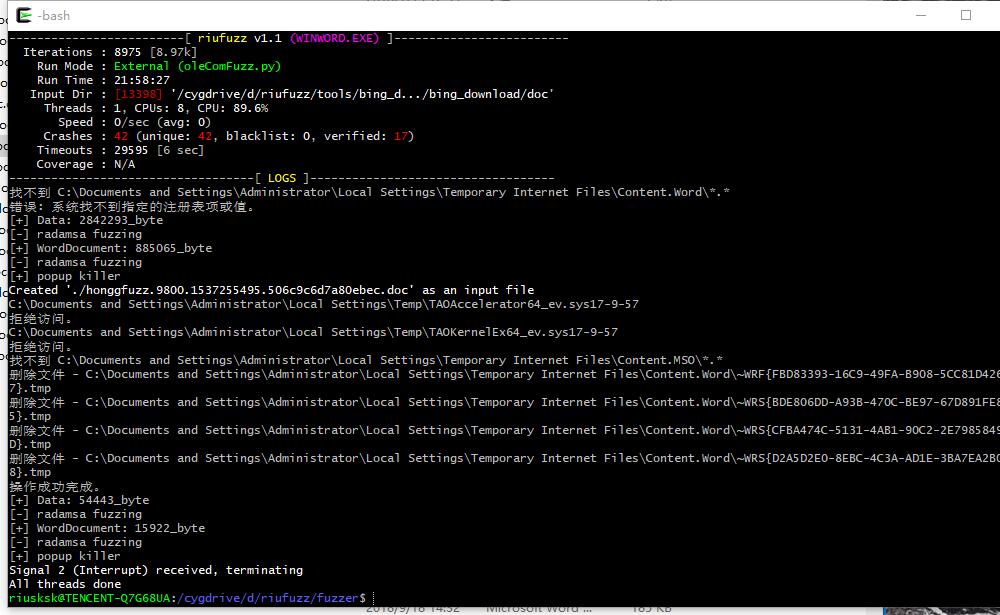 -bash
-------------------------[ riufuzz v1.1 (WINWORD.EXE) ]-------------------------
Iterations : 8975 [8.97k]
Run Mode : External (oleComFuzz.py)
Run Time : 21:58:27
Input Dir : [13398] '/cygdrive/d/riufuzz/tools/bing_d.../bing_download/doc'
Threads : 1, CPUs: 8, CPU: 89.6%
Speed : 0/sec (avg: 0)
Crashes : 42 (unique: 42, blacklist: 0, verified: 17)
Timeouts : 29595 [6 sec]
Coverage : N/A
-----------------------------------[ LOGS ]-----------------------------------
找不到 C:\Documents and Settings\Administrator\Local Settings\Temporary Internet Files\Content.Word\*.*
错误: 系统找不到指定的注册表项或值。
[+] Data: 2842293_byte
[-] radamsa fuzzing
[+] WordDocument: 885065_byte
[-] radamsa fuzzing
[+] popup killer
Created './honggfuzz.9800.1537255495.506c9c6d7a80ebec.doc' as an input file
C:\Documents and Settings\Administrator\Local Settings\Temp\TAOAccelerator64_ev.sys17-9-57
拒绝访问。
C:\Documents and Settings\Administrator\Local Settings\Temp\TAOKernelEx64_ev.sys17-9-57
拒绝访问。
找不到 C:\Documents and Settings\Administrator\Local Settings\Temporary Internet Files\Content.MSO\*.*
删除文件 - C:\Documents and Settings\Administrator\Local Settings\Temporary Internet Files\Content.Word\~WRF{FBD83393-16C9-49FA-B908-5CC81D426
7}.tmp
删除文件 - C:\Documents and Settings\Administrator\Local Settings\Temporary Internet Files\Content.Word\~WRS{BDE806DD-A93B-470C-BE97-67D891FE8
5}.tmp
删除文件 - C:\Documents and Settings\Administrator\Local Settings\Temporary Internet Files\Content.Word\~WRS{CFBA474C-5131-4AB1-90C2-2E7985849
D}.tmp
删除文件 - C:\Documents and Settings\Administrator\Local Settings\Temporary Internet Files\Content.Word\~WRS{D2A5D2E0-8EBC-4C3A-AD1E-3BA7EA2B0
8}.tmp
操作成功完成。
[+] Data: 54443_byte
[-] radamsa fuzzing
[+] WordDocument: 15922_byte
[-] radamsa fuzzing
[+] popup killer
Signal 2 (Interrupt) received, terminating
All threads done
riusksk@TENCENT-Q7G68UA:/cygdrive/d/riufuzz/fuzzer$